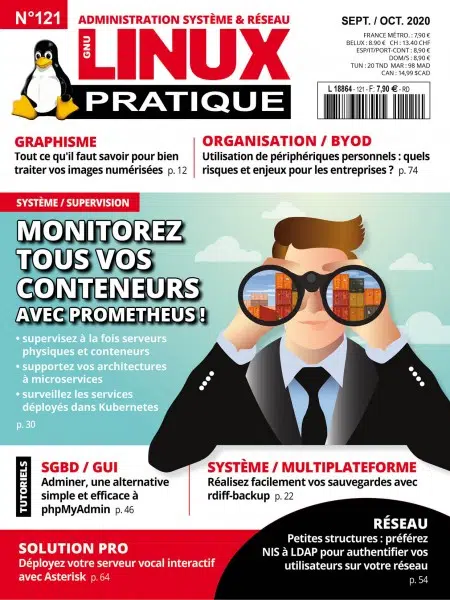 N°121
ADMINISTRATION SYSTÈME & RÉSEAU
SEPT. / OCT. 2020
GNU
LINUX
PRATIQUE
FRANCE MÉTRO. : 7,90 €
BELUX : 8,90 € CH : 13.40 CHF
ESP/IT/PORT-CONT : 8,90 €
DOM/S : 8,90 €
TUN : 20 TND MAR : 98 MAD
CAN : 14,99 $CAD
L 18864 - 121 - F: 7,90 € - RD
GRAPHISME
Tout ce qu'il faut savoir pour bien
traiter vos images numérisées p. 12
ORGANISATION / BYOD
Utilisation de périphériques personnels : quels
risques et enjeux pour les entreprises ? p. 74
SYSTÈME / SUPERVISION
MONITOREZ
TOUS VOS
CONTENEURS
AVEC PROMETHEUS !
• supervisez à la fois serveurs
physiques et conteneurs
• supportez vos architectures
à microservices
• surveillez les services
déployés dans Kubernetes
p. 30
TUTORIELS
SGBD / GUI
Adminer, une alternative
simple et efficace à
phpMyAdmin p. 46
SYSTÈME / MULTIPLATEFORME
Réalisez facilement vos sauvegardes avec
rdiff-backup p. 22
SOLUTION PRO
Déployez votre serveur vocal interactif
avec Asterisk p. 64
RÉSEAU
Petites structures : préférez
NIS à LDAP pour authentifier vos
utilisateurs sur votre réseau
p. 54